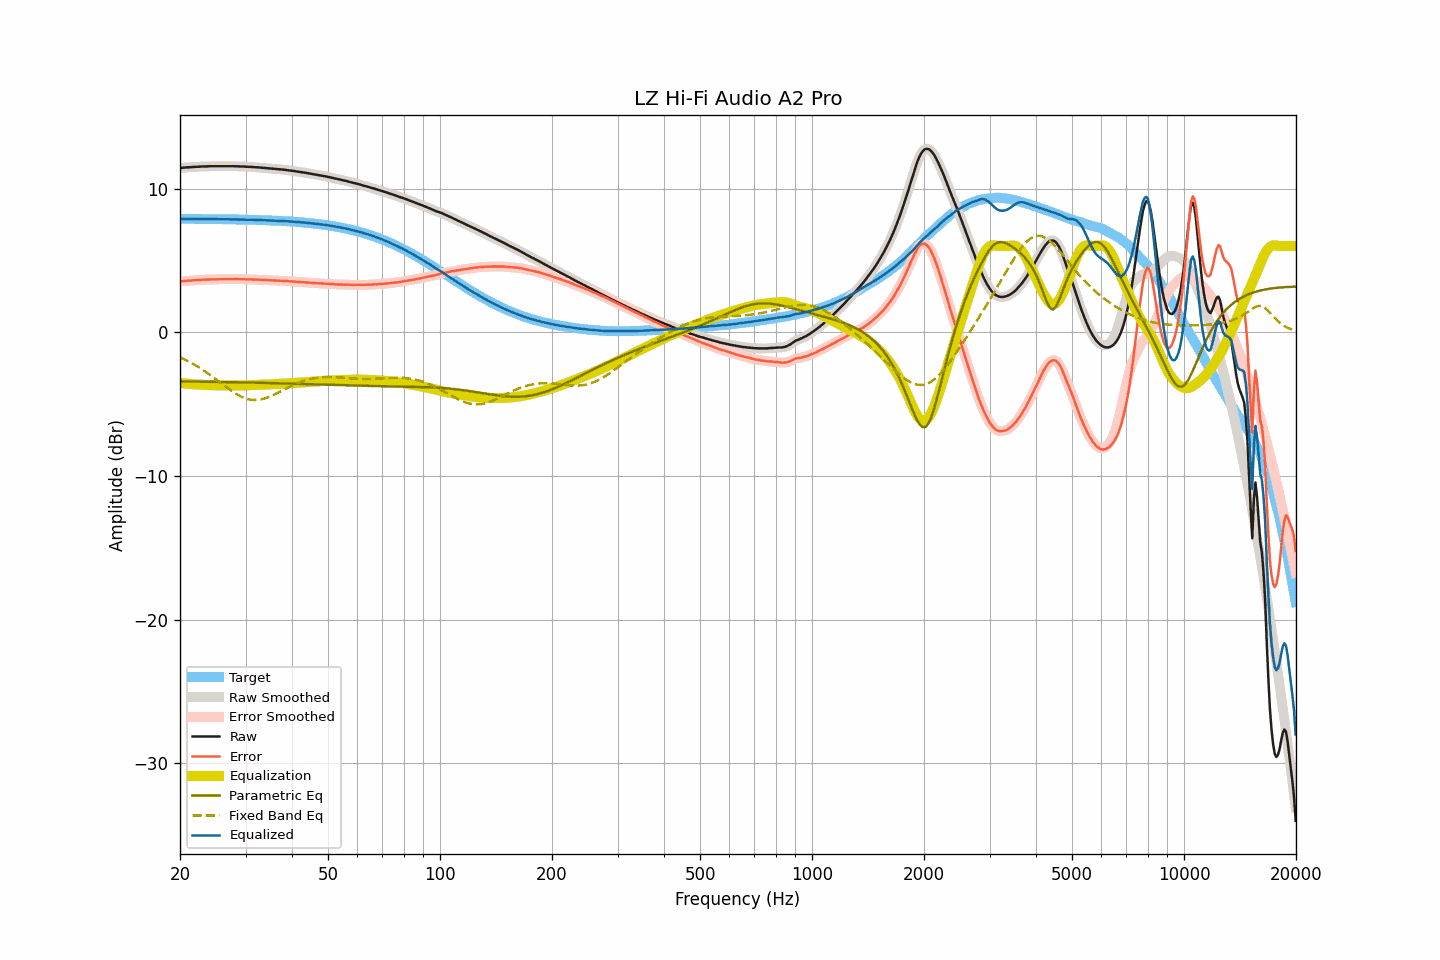 LZ Hi-Fi Audio A2 Pro
Amplitude (dBr)
10
0
−10
−20
−30
Target
Raw Smoothed
Error Smoothed
Raw
Error
Equalization
Parametric Eq
Fixed Band Eq
Equalized
20 50 100 200 500 1000 2000 5000 10000 20000
Frequency (Hz)